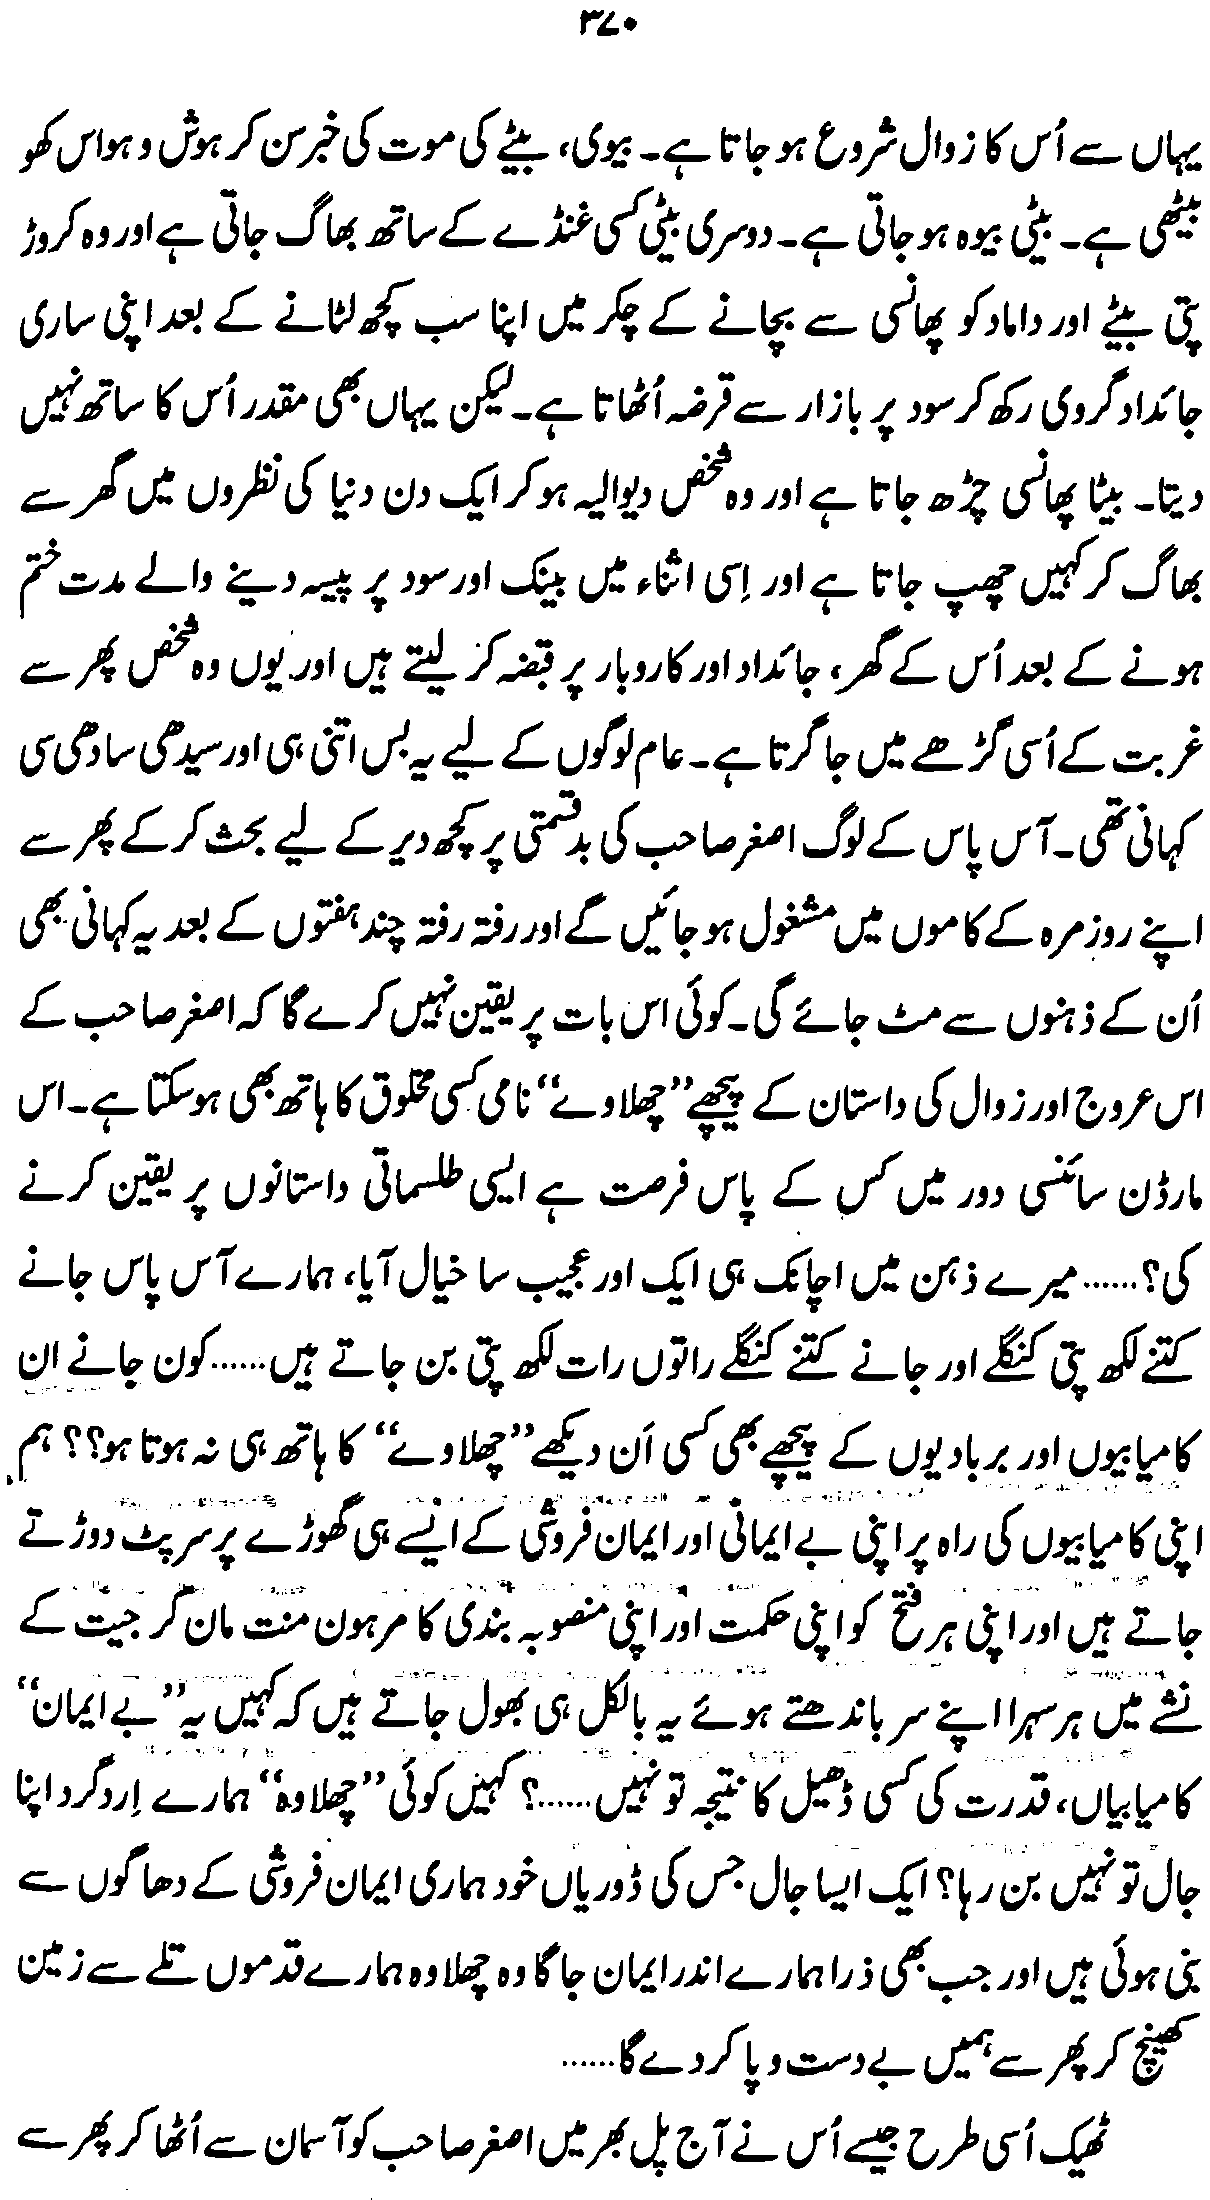 ۳۷۰
یہاں سے اُس کا زوال شروع ہو جاتا ہے۔ بیوی، بیٹے کی موت کی خبر سن کر ہوش و ہواس کھو
بیٹھی ہے۔ بیٹی بیوہ ہو جاتی ہے۔ دوسری بیٹی کسی غنڈے کے ساتھ بھاگ جاتی ہے اور وہ کروڑ
پتی بیٹے اور داماد کو پھانسی سے بچانے کے چکر میں اپنا سب کچھ لٹانے کے بعد اپنی ساری
جائداد گروی رکھ کر سود پر بازار سے قرضہ اُٹھاتا ہے۔ لیکن یہاں بھی مقدر اُس کا ساتھ نہیں
دیتا۔ بیٹا پھانسی چڑھ جاتا ہے اور وہ شخص دیوالیہ ہو کر ایک دن دنیا کی نظروں میں گھر سے
بھاگ کر کہیں چھپ جاتا ہے اور اِسی اثناء میں بینک اور سود پر پیسہ دینے والے مدت ختم
ہونے کے بعد اُس کے گھر، جائداد اور کاروبار پر قبضہ کر لیتے ہیں اور یوں وہ شخص پھر سے
غربت کے اُسی گڑھے میں جا گرتا ہے۔ عام لوگوں کے لیے یہ بس اتنی ہی اور سیدھی سادھی سی
کہانی تھی۔ آس پاس کے لوگ اصغر صاحب کی بدقسمتی پر کچھ دیر کے لیے بحث کر کے پھر سے
اپنے روزمرہ کے کاموں میں مشغول ہو جائیں گے اور رفتہ رفتہ چند ہفتوں کے بعد یہ کہانی بھی
اُن کے ذہنوں سے مٹ جائے گی۔ کوئی اس بات پر یقین نہیں کرے گا کہ اصغر صاحب کے
اس عروج اور زوال کی داستان کے پیچھے ”چھلاوے“ نامی کسی مخلوق کا ہاتھ بھی ہو سکتا ہے۔ اس
مارڈن سائنسی دور میں کس کے پاس فرصت ہے ایسی طلسماتی داستانوں پر یقین کرنے
کی؟...... میرے ذہن میں اچانک ہی ایک اور عجیب سا خیال آیا، ہمارے آس پاس جانے
کتنے لکھ پتی کنگلے اور جانے کتنے کنگلے راتوں رات لکھ پتی بن جاتے ہیں...... کون جانے ان
کامیابیوں اور بربادیوں کے پیچھے بھی کسی اَن دیکھے ”چھلاوے“ کا ہاتھ ہی نہ ہوتا ہو؟؟ ہم
اپنی کامیابیوں کی راہ پر اپنی بے ایمانی اور ایمان فروشی کے ایسے ہی گھوڑے پر سرپٹ دوڑتے
جاتے ہیں اور اپنی ہر فتح کو اپنی حکمت اور اپنی منصوبہ بندی کا مرہون منت مان کر جیت کے
نشے میں ہر سہرا اپنے سر باندھتے ہوئے یہ بالکل ہی بھول جاتے ہیں کہ کہیں یہ ”بے ایمان“
کامیابیاں، قدرت کی کسی ڈھیل کا نتیجہ تو نہیں......؟ کہیں کوئی ”چھلاوہ“ ہمارے اِردگرد اپنا
جال تو نہیں بن رہا؟ ایک ایسا جال جس کی ڈوریاں خود ہماری ایمان فروشی کے دھاگوں سے
بنی ہوئی ہیں اور جب بھی ذرا ہمارے اندر ایمان جاگا وہ چھلاوہ ہمارے قدموں تلے سے زمین
کھینچ کر پھر سے ہمیں بے دست و پا کر دے گا......
ٹھیک اُسی طرح جیسے اُس نے آج پل بھر میں اصغر صاحب کو آسمان سے اُٹھا کر پھر سے